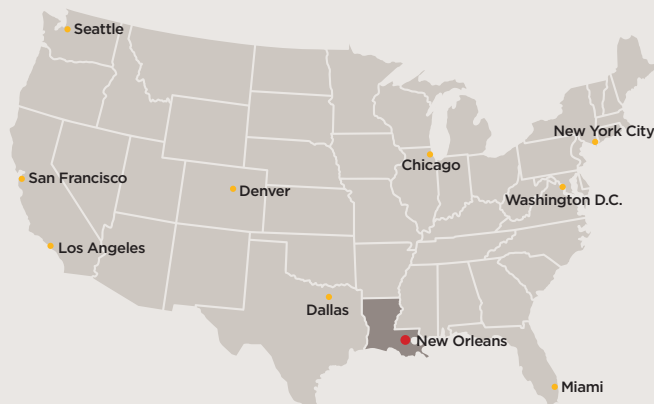 Seattle
New York City
Chicago
San Francisco
Denver
Washington D.C.
Los Angeles
Dallas
New Orleans
Miami